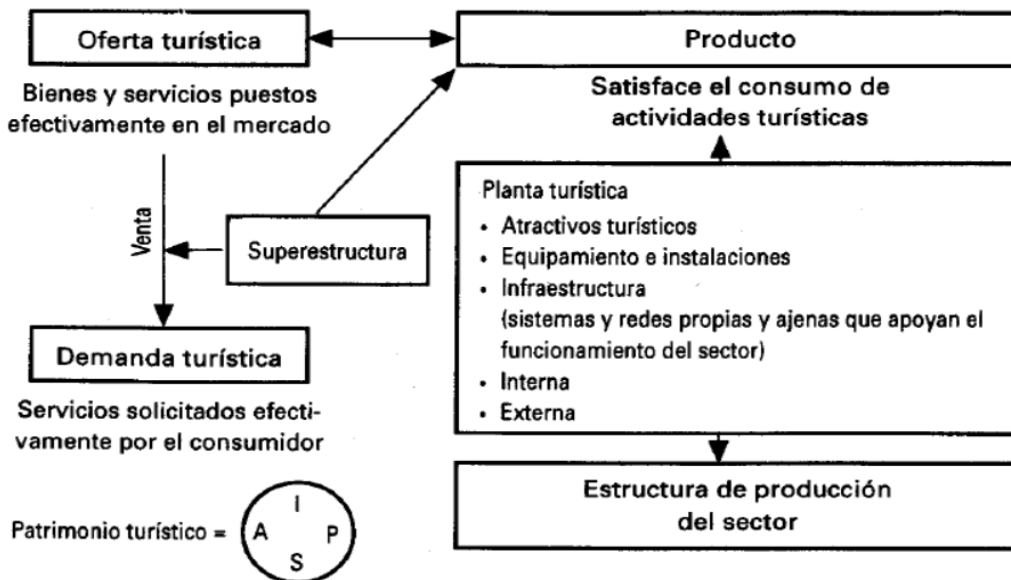 Oferta turística
Bienes y servicios puestos
efectivamente en el mercado
Venta
Superestructura
Demanda turística
Servicios solicitados efecti-
vamente por el consumidor
Patrimonio turístico =
I
A P
S
Producto
Satisface el consumo de
actividades turísticas
Planta turística
• Atractivos turísticos
• Equipamiento e instalaciones
• Infraestructura
(sistemas y redes propias y ajenas que apoyan el
funcionamiento del sector)
• Interna
• Externa
Estructura de producción
del sector